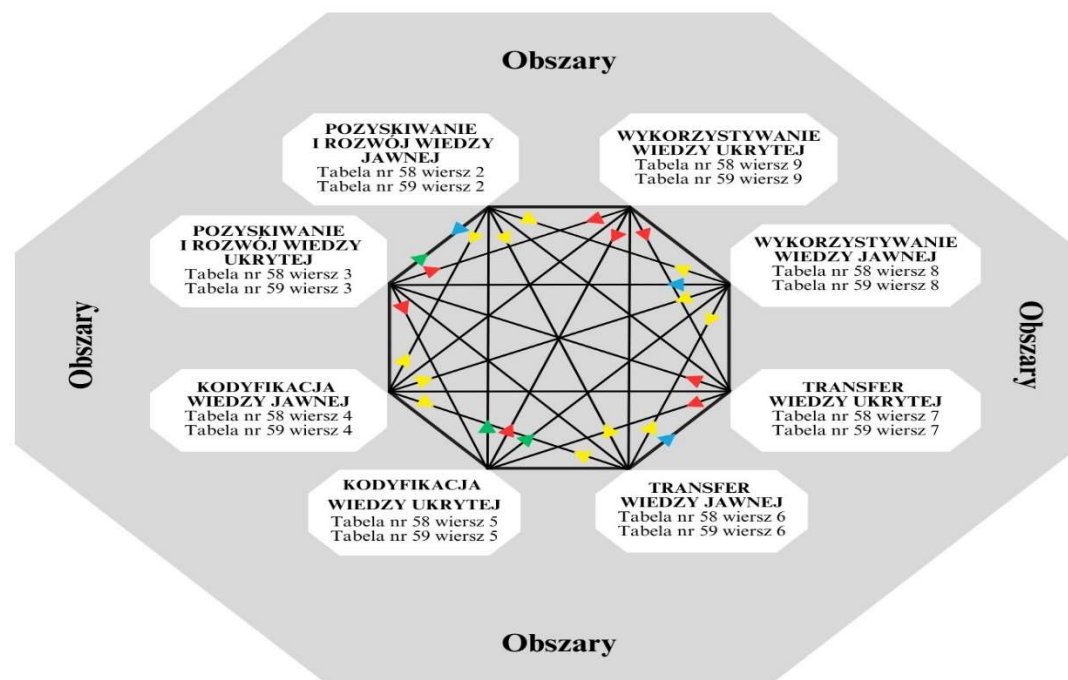 Obszary
POZYSKIWANIE
I ROZWÓJ WIEDZY
JAWNEJ
Tabela nr 58 wiersz 2
Tabela nr 59 wiersz 2
WYKORZYSTYWANIE
WIEDZY UKRYTEJ
Tabela nr 58 wiersz 9
Tabela nr 59 wiersz 9
POZYSKIWANIE
I ROZWÓJ WIEDZY
UKRYTEJ
Tabela nr 58 wiersz 3
Tabela nr 59 wiersz 3
WYKORZYSTYWANIE
WIEDZY JAWNEJ
Tabela nr 58 wiersz 8
Tabela nr 59 wiersz 8
Obszary
Obszary
KODYFIKACJA
WIEDZY JAWNEJ
Tabela nr 58 wiersz 4
Tabela nr 59 wiersz 4
TRANSFER
WIEDZY UKRYTEJ
Tabela nr 58 wiersz 7
Tabela nr 59 wiersz 7
KODYFIKACJA
WIEDZY UKRYTEJ
Tabela nr 58 wiersz 5
Tabela nr 59 wiersz 5
TRANSFER
WIEDZY JAWNEJ
Tabela nr 58 wiersz 6
Tabela nr 59 wiersz 6
Obszary